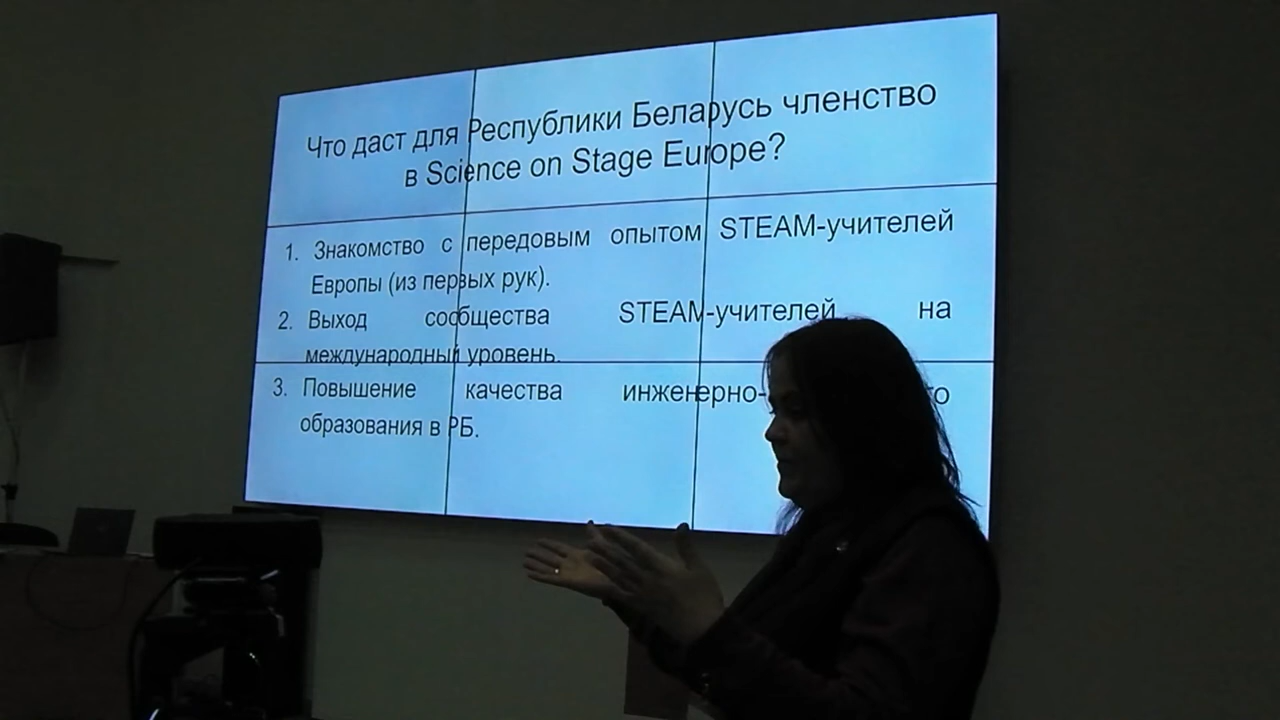 Что даст для Республики Беларусь членство
в Science on Stage Europe?
1. Знакомство с передовым опытом STEAM-учителей
Европы (из первых рук).
2. Выход сообщества STEAM-учителей на
международный уровень.
3. Повышение качества инженерно-
образования в РБ.